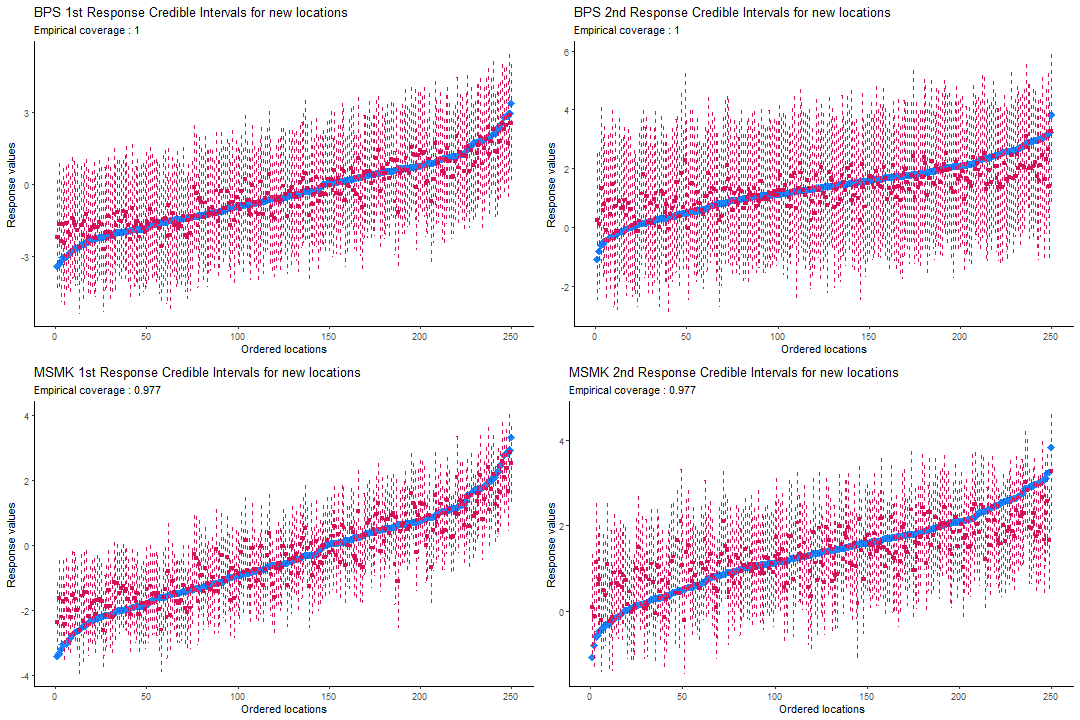 BPS 1st Response Credible Intervals for new locations
Empirical coverage : 1
Response values
3
0
-3
0
50
100
150
200
250
Ordered locations
BPS 2nd Response Credible Intervals for new locations
Empirical coverage : 1
Response values
6
4
2
0
-2
0
50
100
150
200
250
Ordered locations
MSMK 1st Response Credible Intervals for new locations
Empirical coverage : 0.977
Response values
4
2
0
-2
-4
0
50
100
150
200
250
Ordered locations
MSMK 2nd Response Credible Intervals for new locations
Empirical coverage : 0.977
Response values
4
2
0
0
50
100
150
200
250
Ordered locations